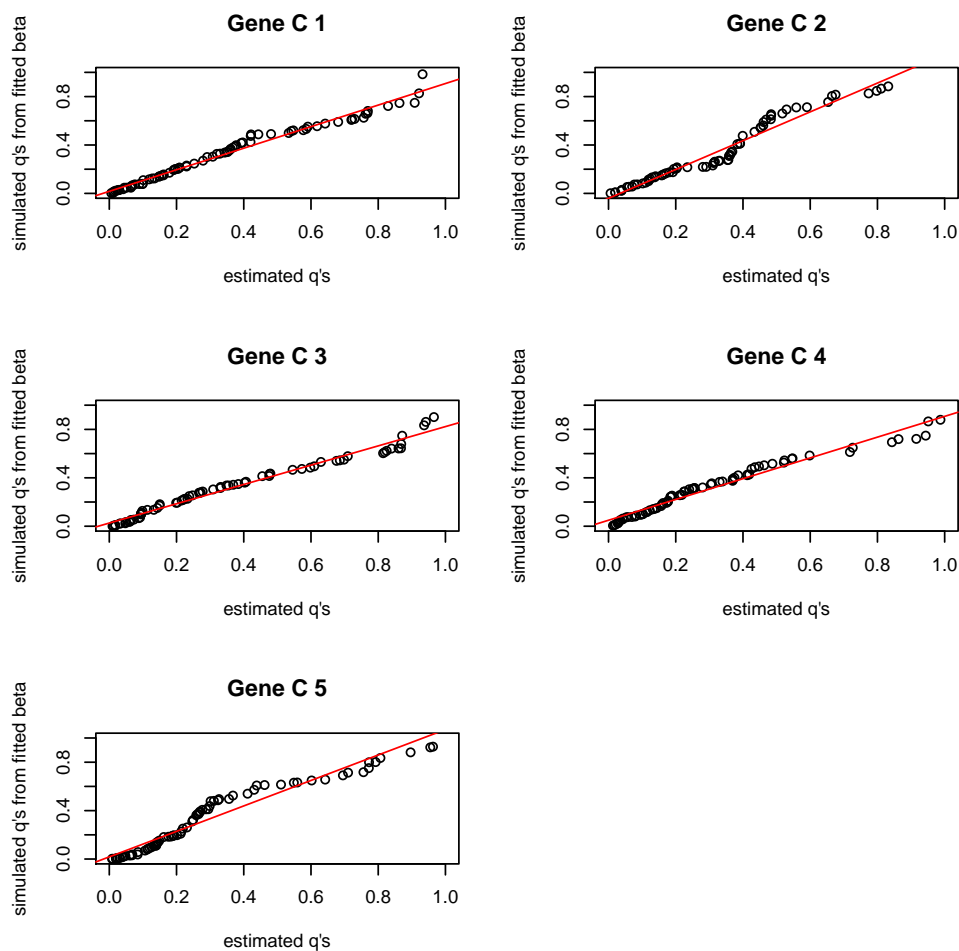 Gene C 1
simulated q's from fitted beta
0.0 0.4 0.8
0.0 0.2 0.4 0.6 0.8 1.0
estimated q's
Gene C 2
simulated q's from fitted beta
0.0 0.4 0.8
0.0 0.2 0.4 0.6 0.8 1.0
estimated q's
Gene C 3
simulated q's from fitted beta
0.0 0.4 0.8
0.0 0.2 0.4 0.6 0.8 1.0
estimated q's
Gene C 4
simulated q's from fitted beta
0.0 0.4 0.8
0.0 0.2 0.4 0.6 0.8 1.0
estimated q's
Gene C 5
simulated q's from fitted beta
0.0 0.4 0.8
0.0 0.2 0.4 0.6 0.8 1.0
estimated q's